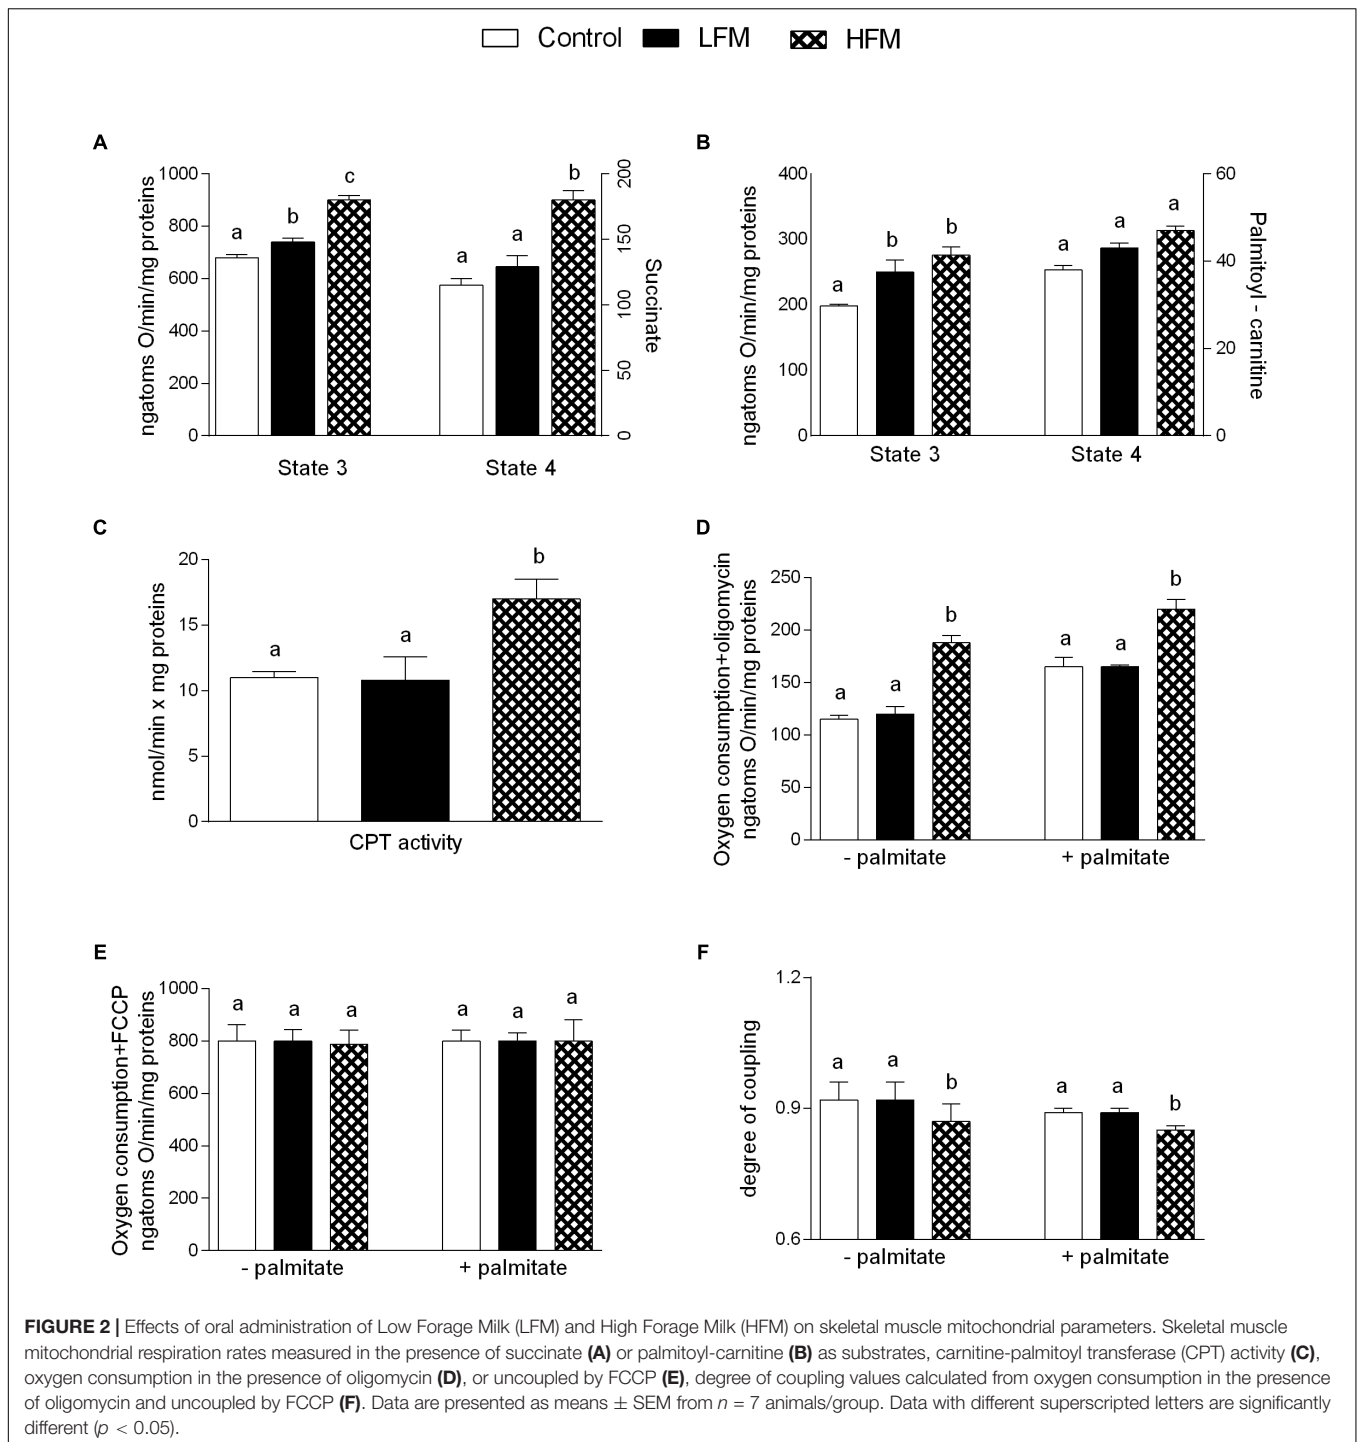 Control LFM HFM
A
1000
800
600
400
200
0
ngatoms O/min/mg proteins
a b c
a a b
200
150
100
50
0
Succinate
State 3 State 4
B
400
300
200
100
0
ngatoms O/min/mg proteins
a b b
a a a
60
40
20
0
Palmitoyl - carnitine
State 3 State 4
C
20
15
10
5
0
nmol/min x mg proteins
a a b
CPT activity
D
250
200
150
100
50
0
Oxygen consumption+oligomycin
ngatoms O/min/mg proteins
a a b
a a b
- palmitate + palmitate
E
1000
800
600
400
200
0
Oxygen consumption+FCCP
ngatoms O/min/mg proteins
a a a
a a a
- palmitate + palmitate
F
1.2
0.9
0.6
degree of coupling
a a b
a a b
- palmitate + palmitate
FIGURE 2 | Effects of oral administration of Low Forage Milk (LFM) and High Forage Milk (HFM) on skeletal muscle mitochondrial parameters. Skeletal muscle
mitochondrial respiration rates measured in the presence of succinate (A) or palmitoyl-carnitine (B) as substrates, carnitine-palmitoyl transferase (CPT) activity (C),
oxygen consumption in the presence of oligomycin (D), or uncoupled by FCCP (E), degree of coupling values calculated from oxygen consumption in the presence
of oligomycin and uncoupled by FCCP (F). Data are presented as means ± SEM from n = 7 animals/group. Data with different superscripted letters are significantly
different (p < 0.05).